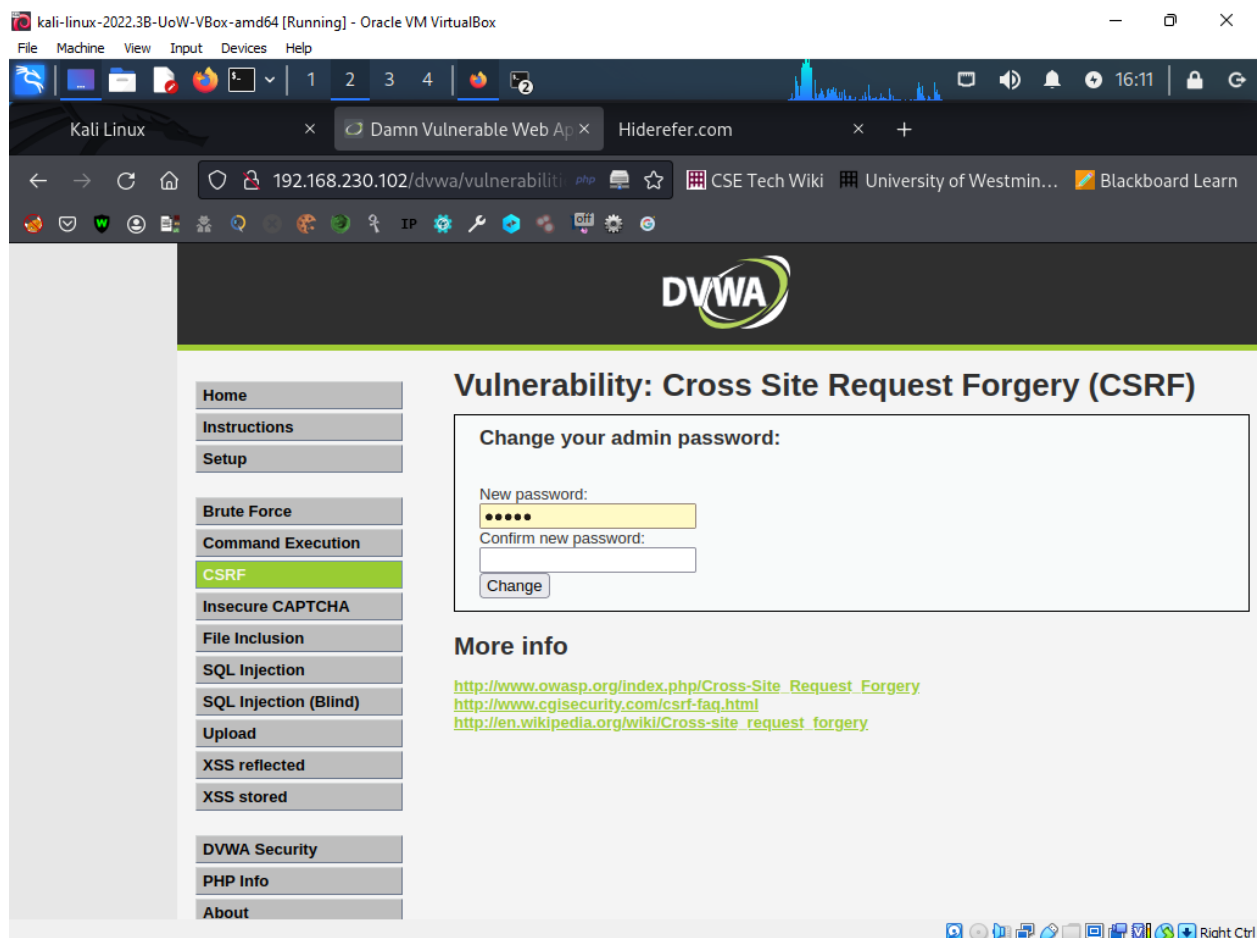 kali-linux-2022.3B-UoW-VBox-amd64 [Running] - Oracle VM VirtualBox
File Machine View Input Devices Help
1 2 3 4 2 16:11
Kali Linux Damn Vulnerable Web Ap Hiderefer.com
192.168.230.102/dvwa/vulnerabiliti php CSE Tech Wiki University of Westmin... Blackboard Learn
IP off
DVWA
Vulnerability: Cross Site Request Forgery (CSRF)
Home
Instructions
Setup
Brute Force
Command Execution
CSRF
Insecure CAPTCHA
File Inclusion
SQL Injection
SQL Injection (Blind)
Upload
XSS reflected
XSS stored
DVWA Security
PHP Info
About
Change your admin password:
New password:
•••••
Confirm new password:
Change
More info
http://www.owasp.org/index.php/Cross-Site_Request_Forgery
http://www.cgisecurity.com/csrf-faq.html
http://en.wikipedia.org/wiki/Cross-site_request_forgery
Right Ctrl